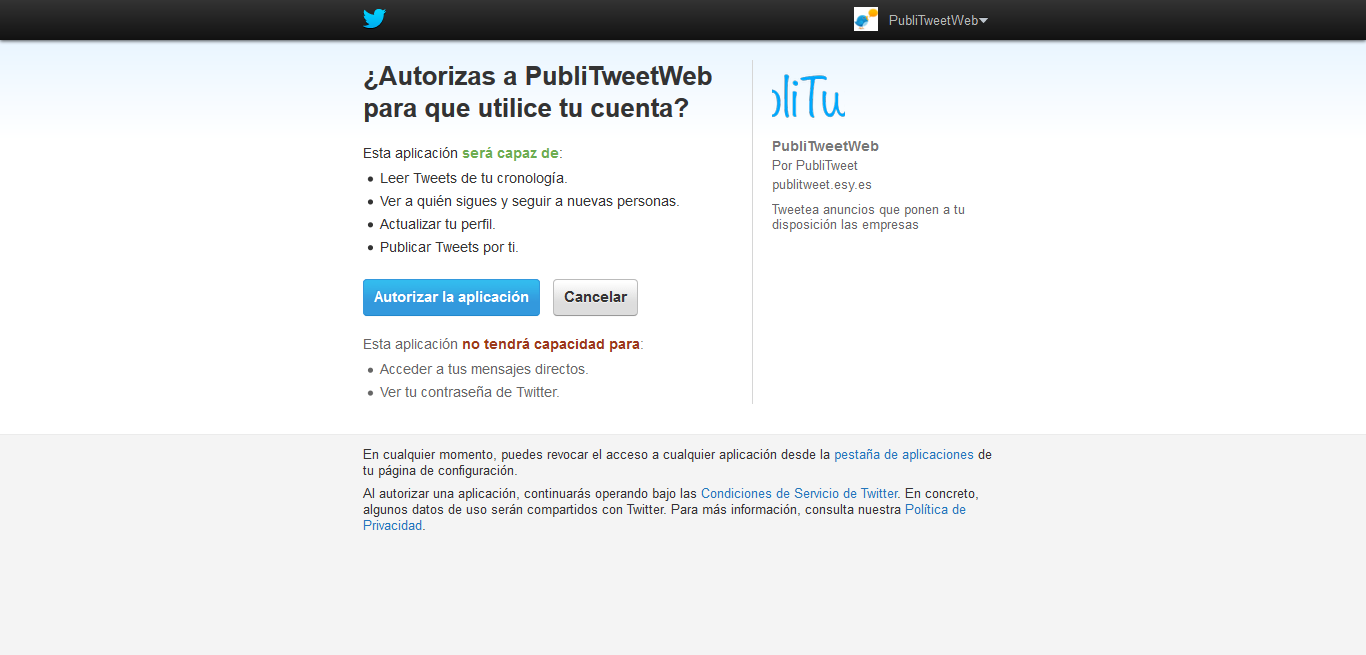 PubliTweetWeb
¿Autorizas a PubliTweetWeb
para que utilice tu cuenta?
Esta aplicación será capaz de:
Leer Tweets de tu cronología.
Ver a quién sigues y seguir a nuevas personas.
Actualizar tu perfil.
Publicar Tweets por ti.
Autorizar la aplicación
Cancelar
Esta aplicación no tendrá capacidad para:
Acceder a tus mensajes directos.
Ver tu contraseña de Twitter.
liTu
PubliTweetWeb
Por PubliTweet
publitweet.esy.es
Tweetea anuncios que ponen a tu
disposición las empresas
En cualquier momento, puedes revocar el acceso a cualquier aplicación desde la pestaña de aplicaciones de
tu página de configuración.
Al autorizar una aplicación, continuarás operando bajo las Condiciones de Servicio de Twitter. En concreto,
algunos datos de uso serán compartidos con Twitter. Para más información, consulta nuestra Política de
Privacidad.